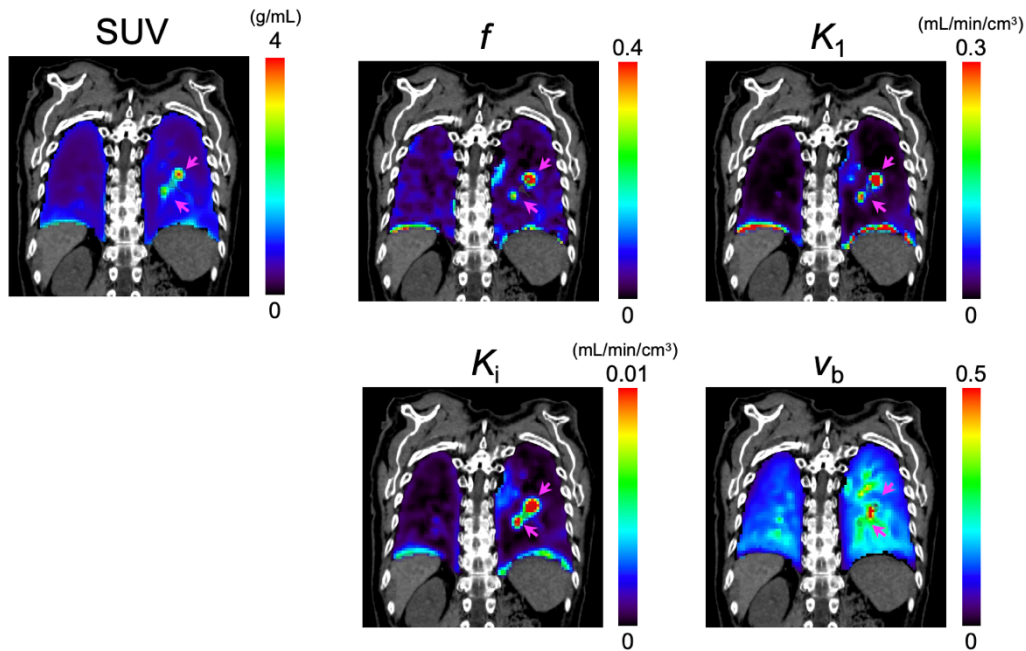 SUV
(g/mL)
4
0
f
0.4
0
K₁
(mL/min/cm³)
0.3
0
Kᵢ
(mL/min/cm³)
0.01
0
v_b
0.5
0